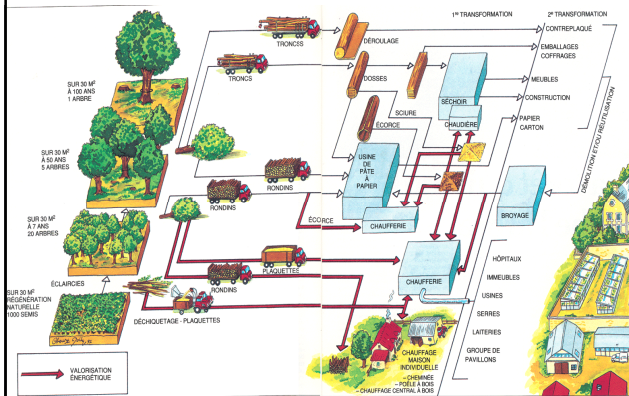 1re TRANSFORMATION
2e TRANSFORMATION
CONTREPLAQUÉ
EMBALLAGES
COFFRAGES
MEUBLES
CONSTRUCTION
PAPIER
CARTON
DÉMOLITION ET/OU RÉUTILISATION
TRONCS
DÉROULAGE
TRONCS
DOSSES
SÉCHOIR
CHAUDIÈRE
SCIURE
ÉCORCE
SUR 30 M2
À 100 ANS
1 ARBRE
SUR 30 M2
À 50 ANS
5 ARBRES
USINE
DE
PÂTE
À
PAPIER
RONDINS
RONDINS
ÉCORCE
CHAUFFERIE
BROYAGE
SUR 30 M2
À 7 ANS
20 ARBRES
ÉCLAIRCIES
PLAQUETTES
CHAUFFERIE
RONDINS
SUR 30 M2
RÉGÉNÉRATION
NATURELLE
1000 SEMIS
DÉCHIQUETAGE - PLAQUETTES
HÔPITAUX
IMMEUBLES
USINES
SERRES
LAITERIES
GROUPE DE
PAVILLONS
CHAUFFAGE
MAISON
INDIVIDUELLE
– CHEMINÉE
– POÊLE À BOIS
– CHAUFFAGE CENTRAL À BOIS
VALORISATION
ÉNERGÉTIQUE